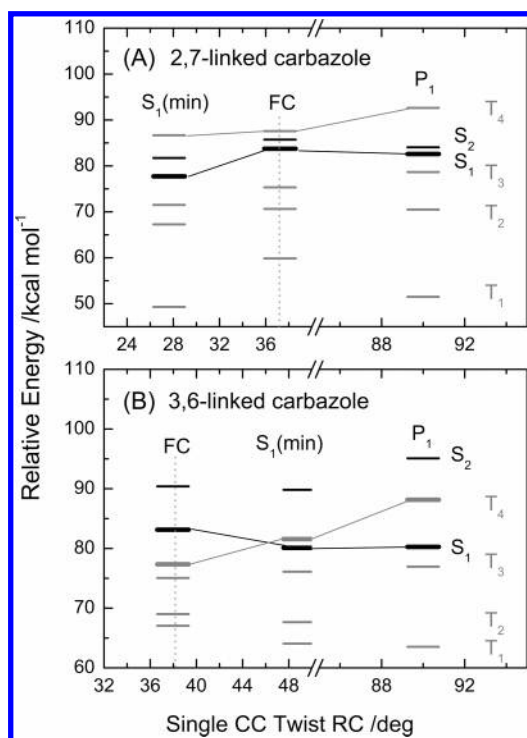 110
(A) 2,7-linked carbazole
100
S1(min)
FC
P1
T4
90
S2
80
S1
T3
70
T2
60
50
T1
24 28 32 36 88 92
Relative Energy /kcal mol-1
110
(B) 3,6-linked carbazole
100
FC
S1(min)
P1
S2
90
T4
80
S1
T3
70
T2
T1
60
32 36 40 44 48 88 92
Single CC Twist RC /deg